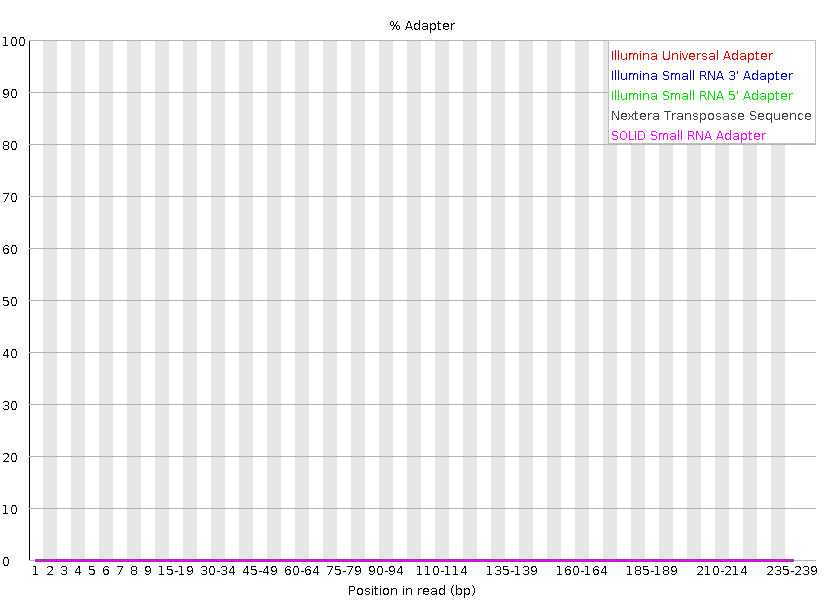 % Adapter
100
90
80
70
60
50
40
30
20
10
0
Illumina Universal Adapter
Illumina Small RNA 3' Adapter
Illumina Small RNA 5' Adapter
Nextera Transposase Sequence
SOLID Small RNA Adapter
1 2 3 4 5 6 7 8 9 15-19 30-34 45-49 60-64 75-79 90-94 110-114 135-139 160-164 185-189 210-214 235-239
Position in read (bp)